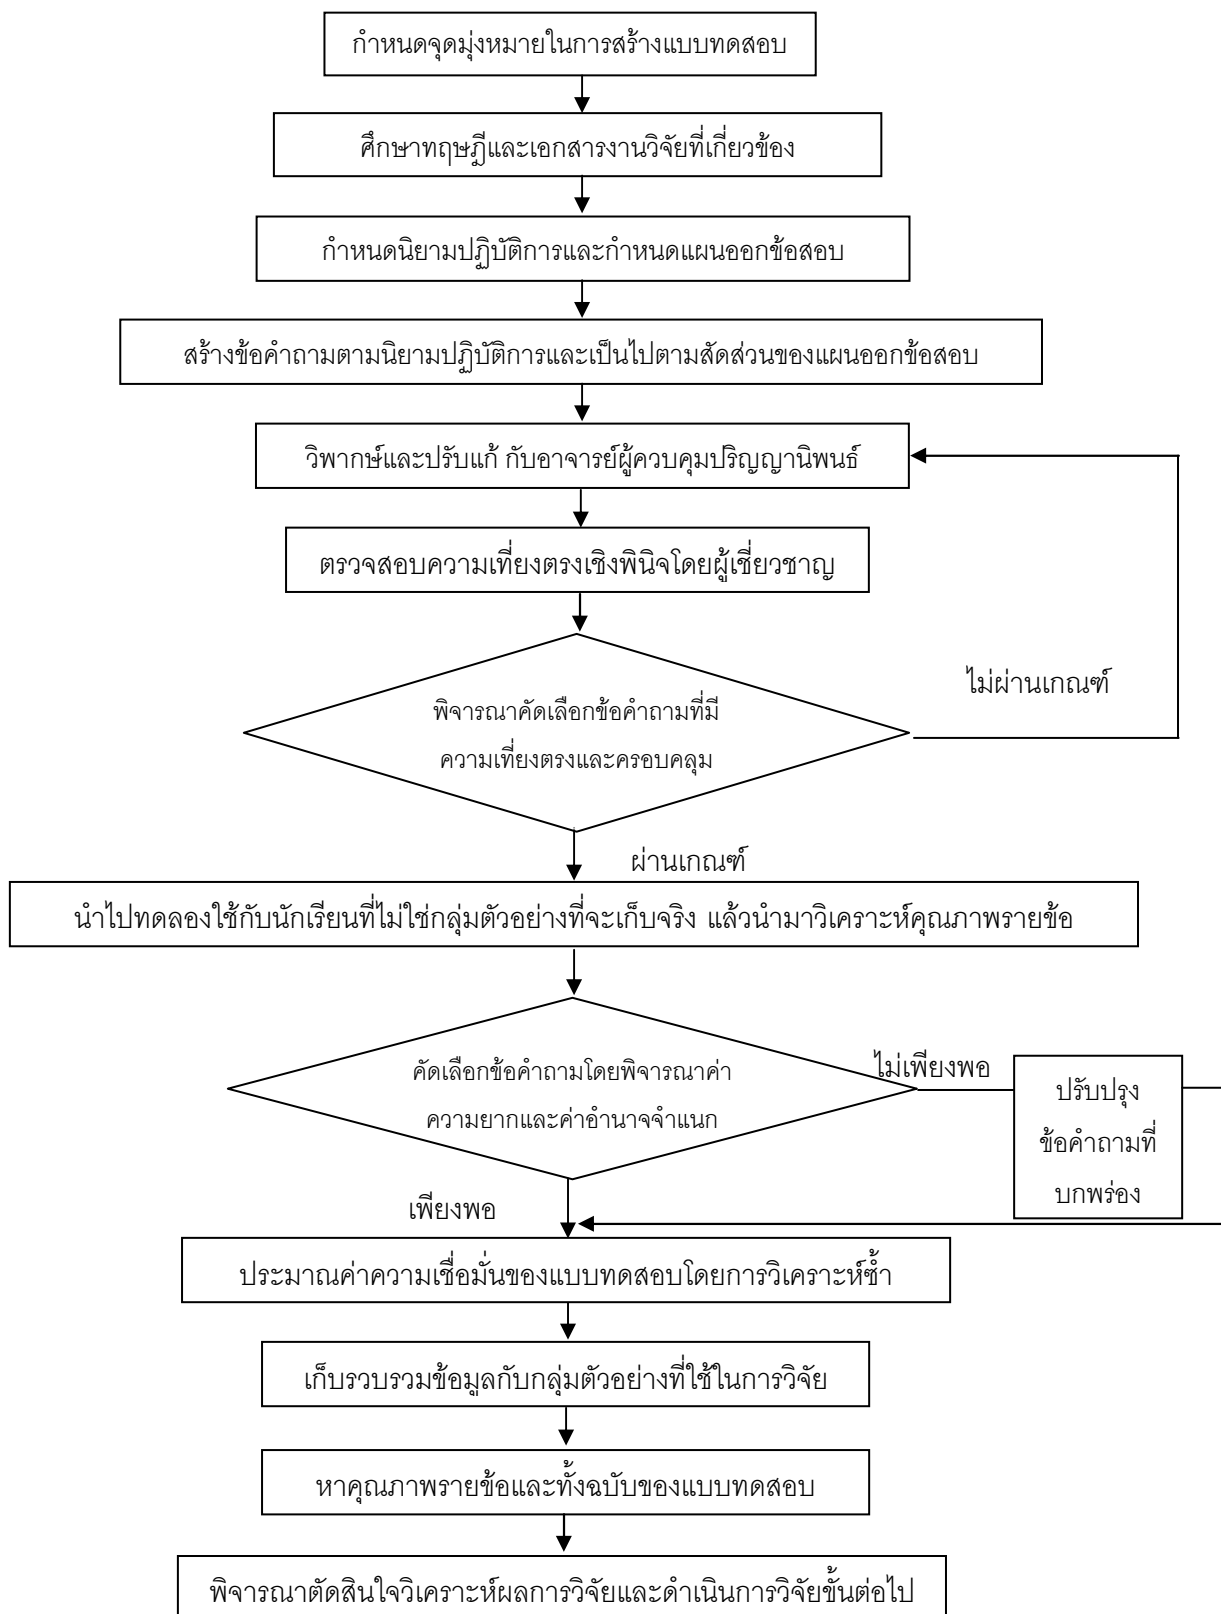 กำหนดจุดมุ่งหมายในการสร้างแบบทดสอบ
ศึกษาทฤษฎีและเอกสารงานวิจัยที่เกี่ยวข้อง
กำหนดนิยามปฏิบัติการและกำหนดแผนออกข้อสอบ
สร้างข้อคำถามตามนิยามปฏิบัติการและเป็นไปตามสัดส่วนของแผนออกข้อสอบ
วิพากษ์และปรับแก้ กับอาจารย์ผู้ควบคุมปริญญานิพนธ์
ตรวจสอบความเที่ยงตรงเชิงพินิจโดยผู้เชี่ยวชาญ
ไม่ผ่านเกณฑ์
พิจารณาคัดเลือกข้อคำถามที่มี
ความเที่ยงตรงและครอบคลุม
ผ่านเกณฑ์
นำไปทดลองใช้กับนักเรียนที่ไม่ใช่กลุ่มตัวอย่างที่จะเก็บจริง แล้วนำมาวิเคราะห์คุณภาพรายข้อ
คัดเลือกข้อคำถามโดยพิจารณาค่า
ความยากและค่าอำนาจจำแนก
ไม่เพียงพอ
ปรับปรุง
ข้อคำถามที่
บกพร่อง
เพียงพอ
ประมาณค่าความเชื่อมั่นของแบบทดสอบโดยการวิเคราะห์ซ้ำ
เก็บรวบรวมข้อมูลกับกลุ่มตัวอย่างที่ใช้ในการวิจัย
หาคุณภาพรายข้อและทั้งฉบับของแบบทดสอบ
พิจารณาตัดสินใจวิเคราะห์ผลการวิจัยและดำเนินการวิจัยขั้นต่อไป